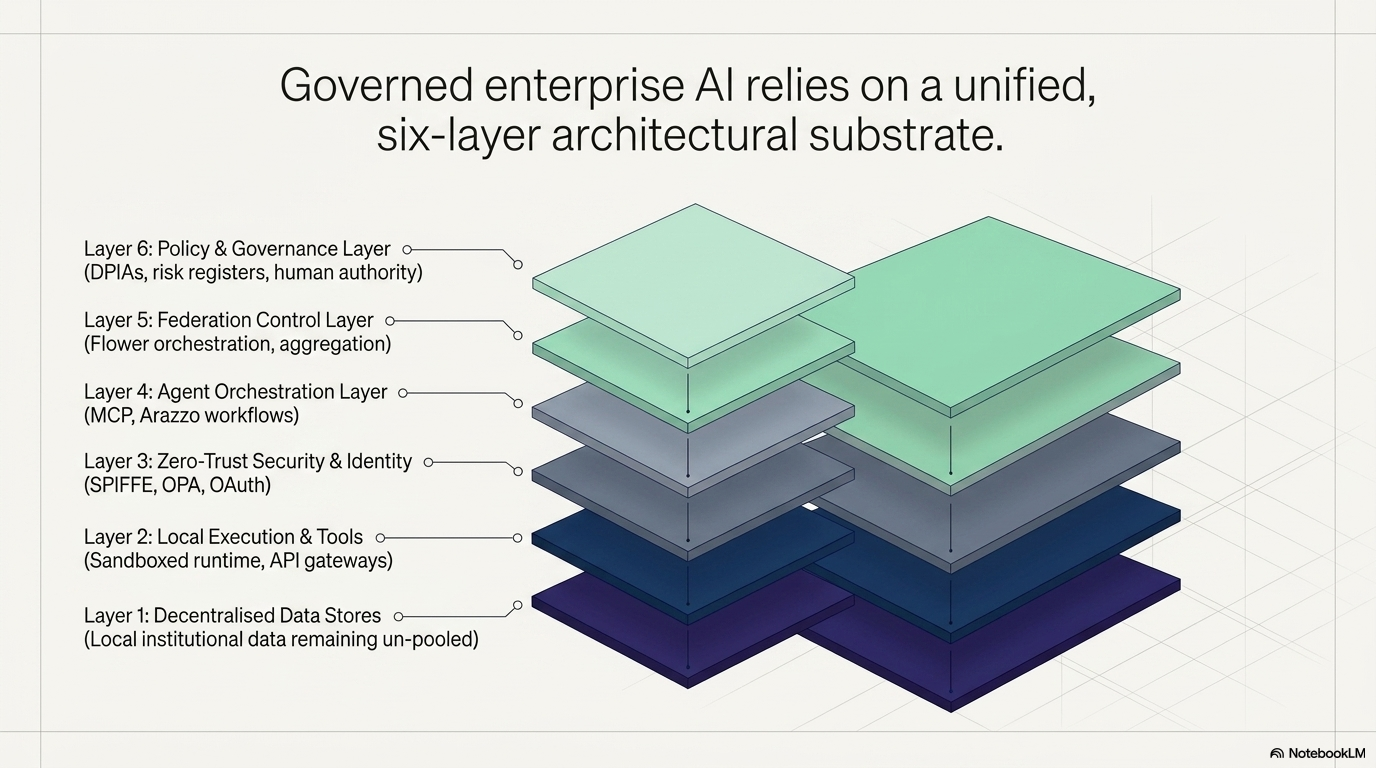 Governed enterprise AI relies on a unified,
six-layer architectural substrate.
Layer 6: Policy & Governance Layer
(DPIAs, risk registers, human authority)
Layer 5: Federation Control Layer
(Flower orchestration, aggregation)
Layer 4: Agent Orchestration Layer
(MCP, Arazzo workflows)
Layer 3: Zero-Trust Security & Identity
(SPIFFE, OPA, OAuth)
Layer 2: Local Execution & Tools
(Sandboxed runtime, API gateways)
Layer 1: Decentralised Data Stores
(Local institutional data remaining un-pooled)
NotebookLM